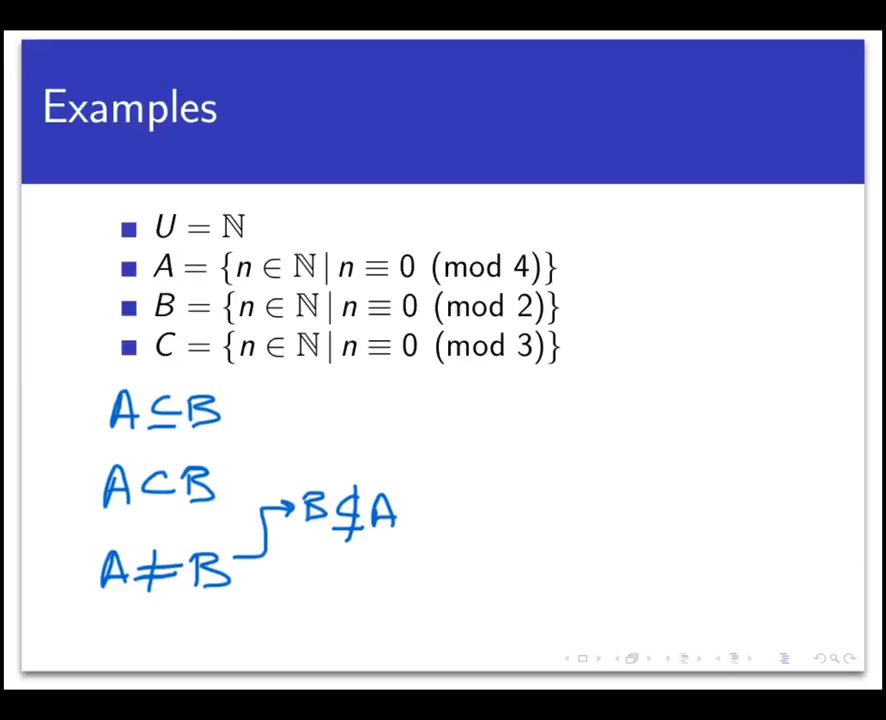 Examples
U = ℕ
A = {n ∈ ℕ | n ≡ 0 (mod 4)}
B = {n ∈ ℕ | n ≡ 0 (mod 2)}
C = {n ∈ ℕ | n ≡ 0 (mod 3)}
A ⊆ B
A ⊂ B
B ⊈ A
A ≠ B